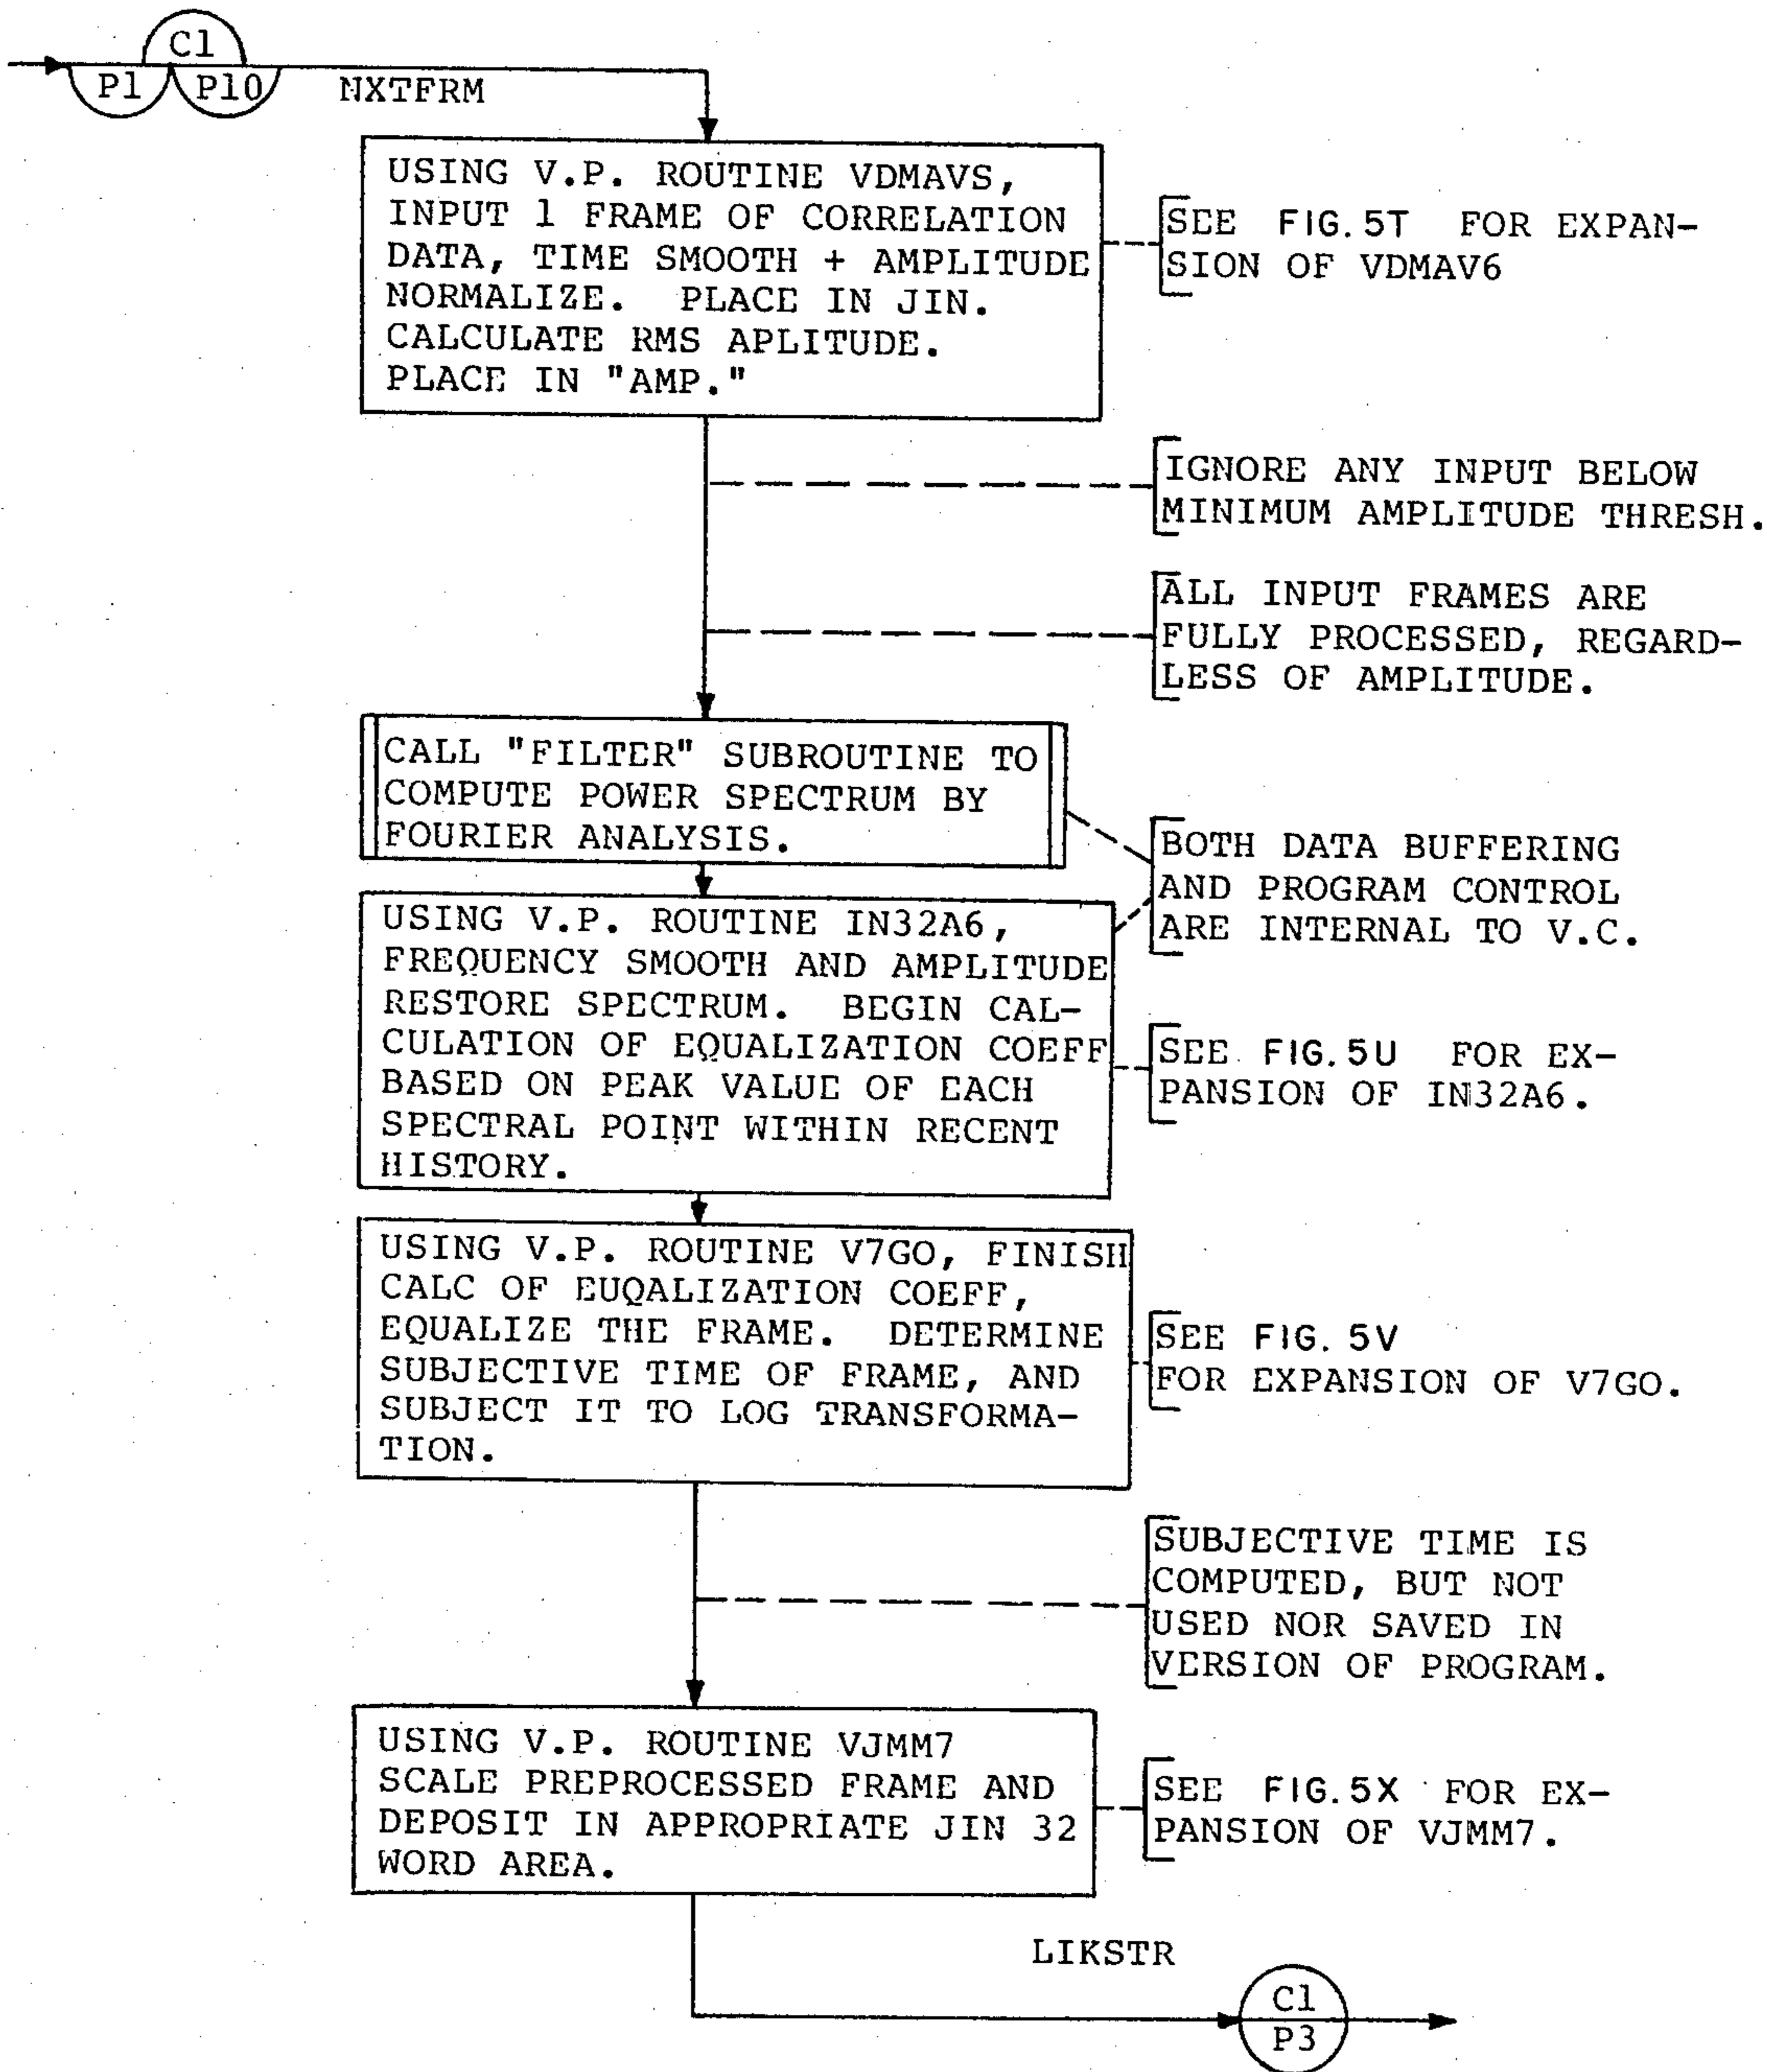 C1
P1 P10 NXTFRM
USING V.P. ROUTINE VDMAVS,
INPUT 1 FRAME OF CORRELATION
DATA, TIME SMOOTH + AMPLITUDE
NORMALIZE. PLACE IN JIN.
CALCULATE RMS APLITUDE.
PLACE IN "AMP."
SEE FIG. 5T FOR EXPAN-
SION OF VDMAV6
IGNORE ANY INPUT BELOW
MINIMUM AMPLITUDE THRESH.
ALL INPUT FRAMES ARE
FULLY PROCESSED, REGARD-
LESS OF AMPLITUDE.
CALL "FILTER" SUBROUTINE TO
COMPUTE POWER SPECTRUM BY
FOURIER ANALYSIS.
BOTH DATA BUFFERING
AND PROGRAM CONTROL
ARE INTERNAL TO V.C.
USING V.P. ROUTINE IN32A6,
FREQUENCY SMOOTH AND AMPLITUDE
RESTORE SPECTRUM. BEGIN CAL-
CULATION OF EQUALIZATION COEFF
BASED ON PEAK VALUE OF EACH
SPECTRAL POINT WITHIN RECENT
HISTORY.
SEE FIG. 5U FOR EX-
PANSION OF IN32A6.
USING V.P. ROUTINE V7GO, FINISH
CALC OF EUQALIZATION COEFF,
EQUALIZE THE FRAME. DETERMINE
SUBJECTIVE TIME OF FRAME, AND
SUBJECT IT TO LOG TRANSFORMA-
TION.
SEE FIG. 5V
FOR EXPANSION OF V7GO.
SUBJECTIVE TIME IS
COMPUTED, BUT NOT
USED NOR SAVED IN
VERSION OF PROGRAM.
USING V.P. ROUTINE VJMM7
SCALE PREPROCESSED FRAME AND
DEPOSIT IN APPROPRIATE JIN 32
WORD AREA.
SEE FIG. 5X FOR EX-
PANSION OF VJMM7.
LIKSTR
C1
P3